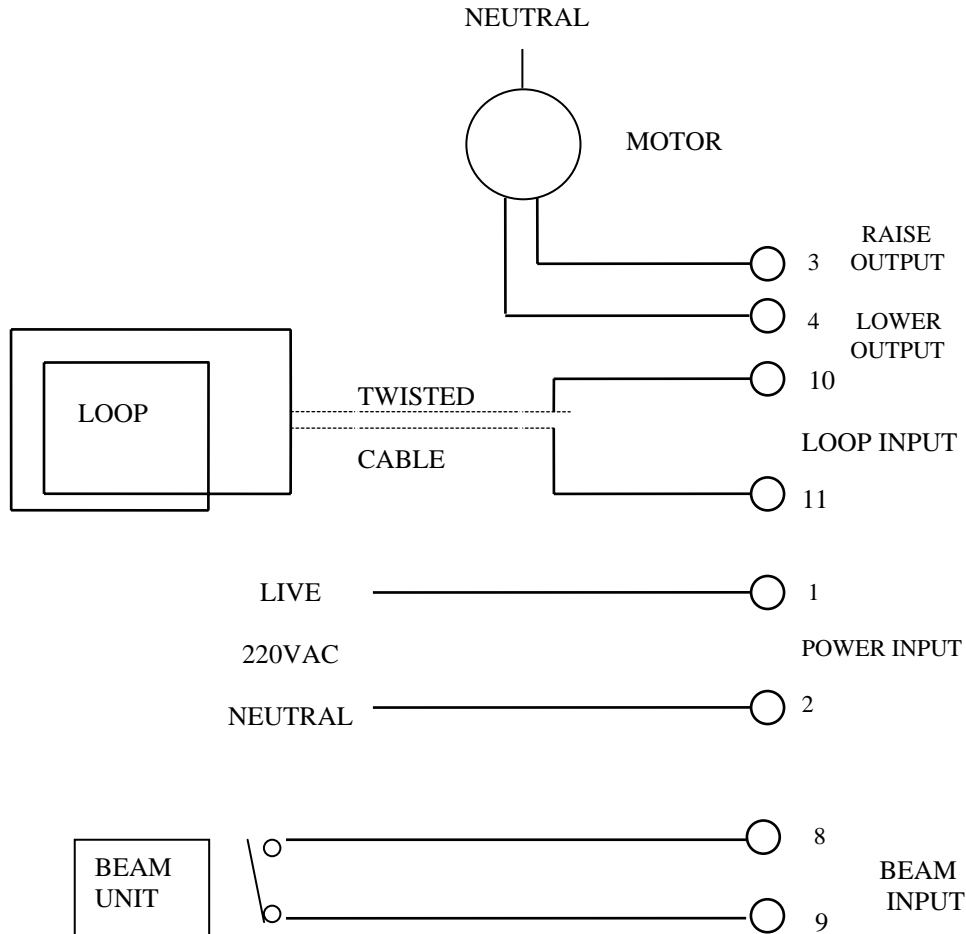 NEUTRAL
MOTOR
RAISE
3 OUTPUT
4 LOWER
OUTPUT
10
TWISTED
LOOP
LOOP INPUT
CABLE
11
LIVE
1
220VAC
POWER INPUT
2
NEUTRAL
8
BEAM
UNIT
BEAM
INPUT
9